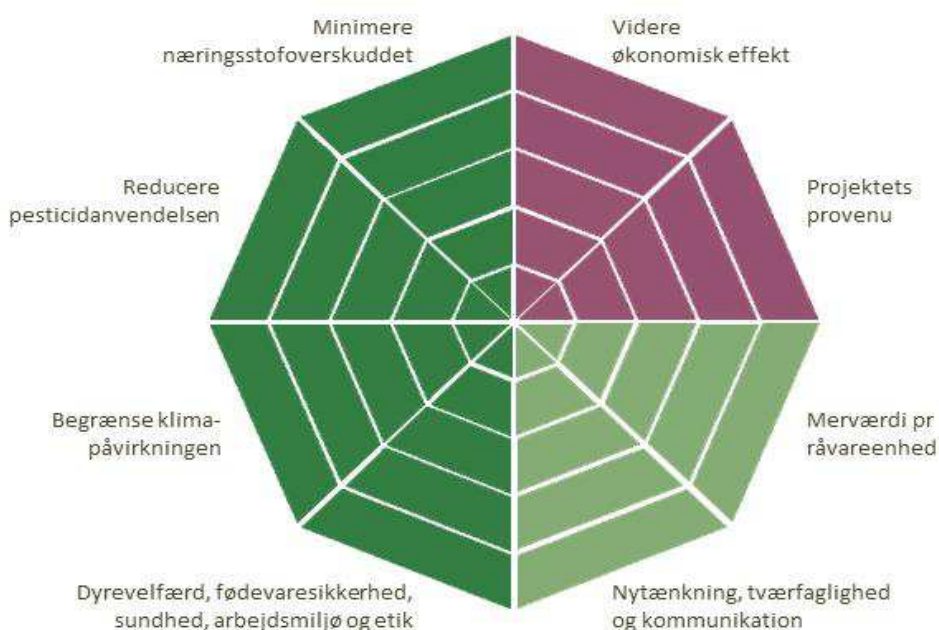 Minimere
næringsstofoverskuddet
Videre
økonomisk effekt
Reducere
pesticidanvendelsen
Projektets
provenu
Begrænse klima-
påvirkningen
Merværdi pr
råvareenhed
Dyrevelfærd, fødevaresikkerhed,
sundhed, arbejdsmiljø og etik
Nytænkning, tværfaglighed
og kommunikation